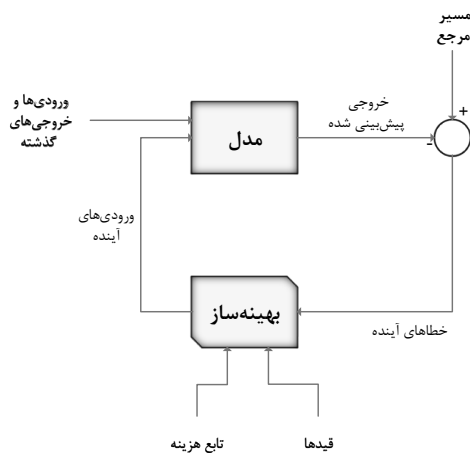 مسیر
مرجع
ورودی‌ها و
خروجی‌های
گذشته
مدل
خروجی
پیش‌بینی شده
+
-
ورودی‌های
آینده
بهینه‌ساز
خطاهای آینده
تابع هزینه
قیدها